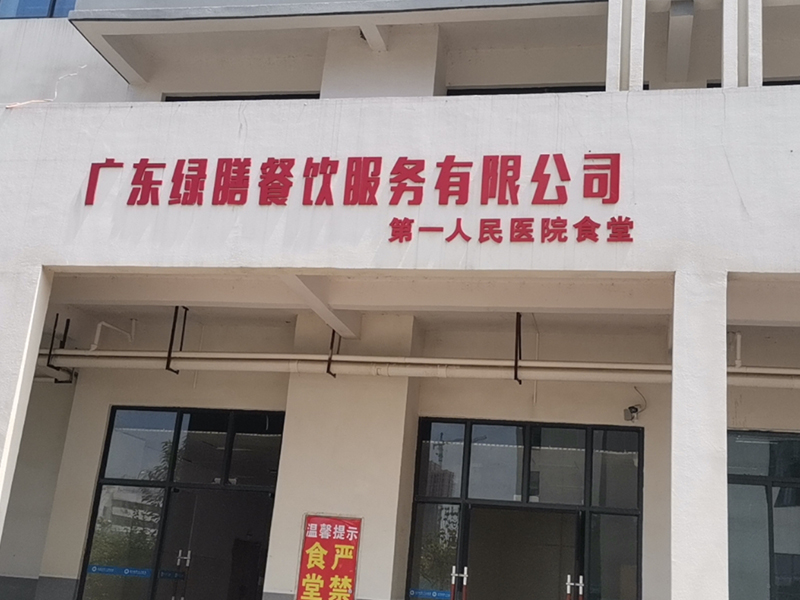 广东绿膳餐饮服务有限公司
第一人民医院食堂
温馨提示
严禁
食堂